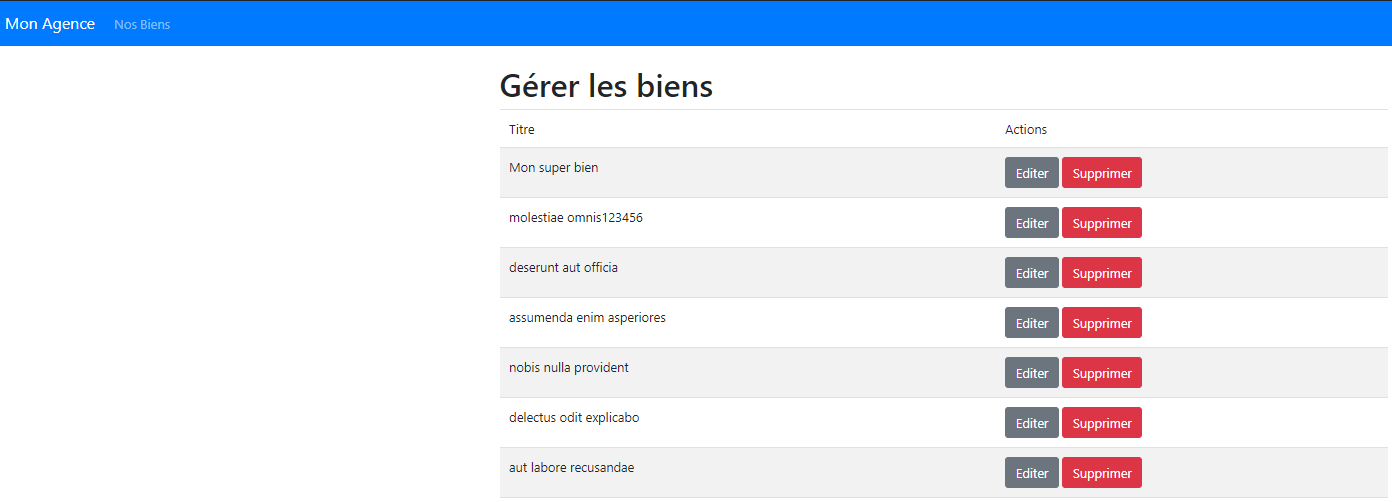 Mon Agence Nos Biens
Gérer les biens
Titre Actions
Mon super bien Editer Supprimer
molestiae omnis123456 Editer Supprimer
deserunt aut officia Editer Supprimer
assumenda enim asperiores Editer Supprimer
nobis nulla provident Editer Supprimer
delectus odit explicabo Editer Supprimer
aut labore recusandae Editer Supprimer